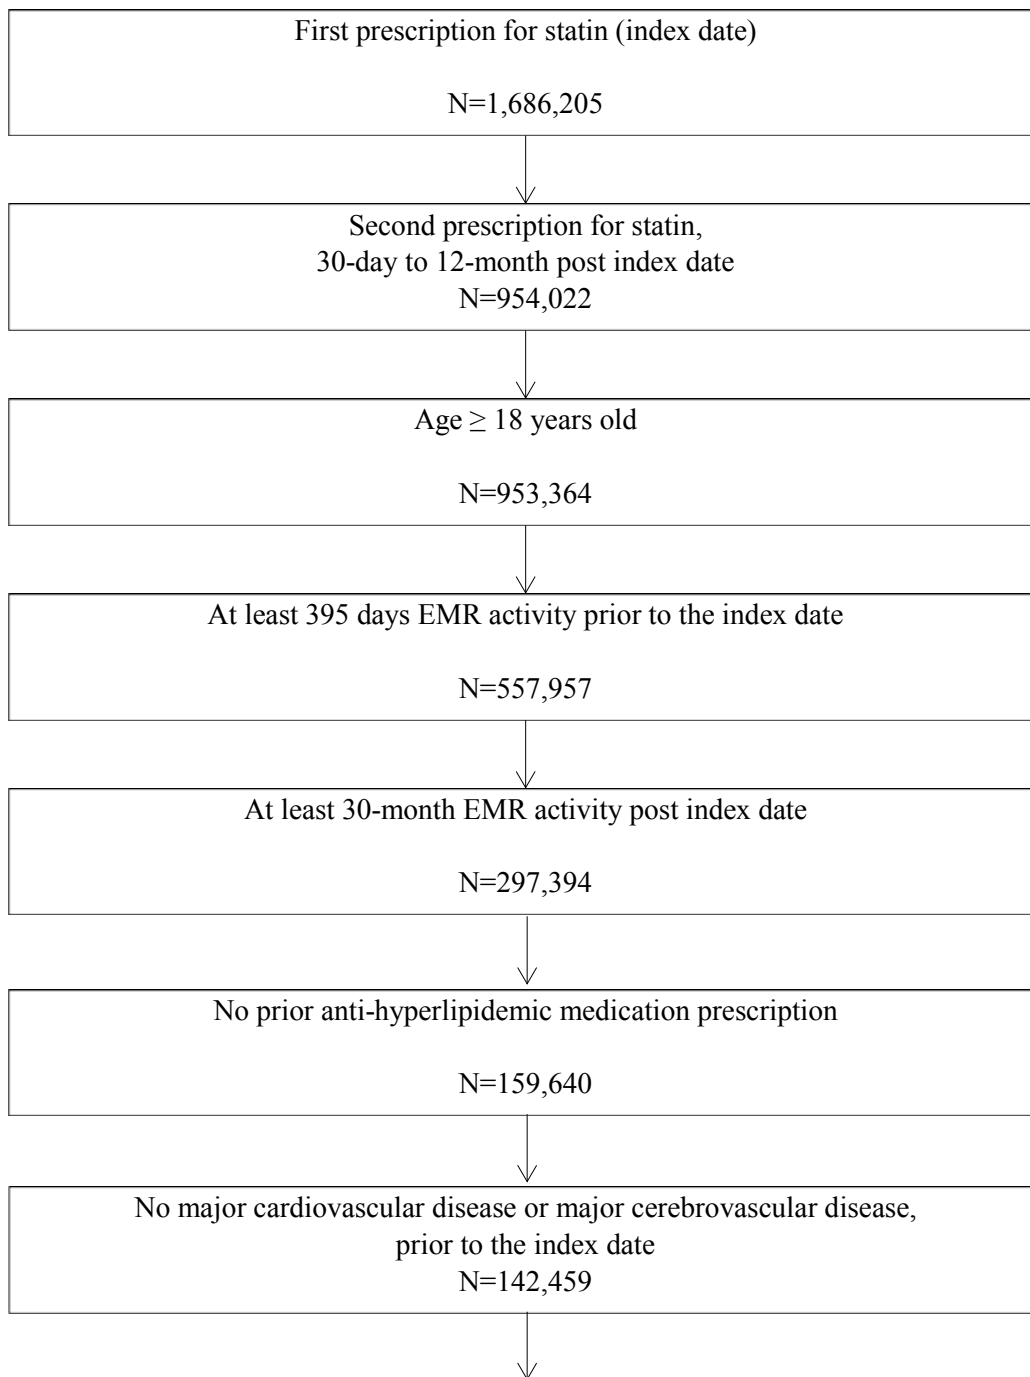 First prescription for statin (index date)
N=1,686,205
Second prescription for statin,
30-day to 12-month post index date
N=954,022
Age ≥ 18 years old
N=953,364
At least 395 days EMR activity prior to the index date
N=557,957
At least 30-month EMR activity post index date
N=297,394
No prior anti-hyperlipidemic medication prescription
N=159,640
No major cardiovascular disease or major cerebrovascular disease,
prior to the index date
N=142,459